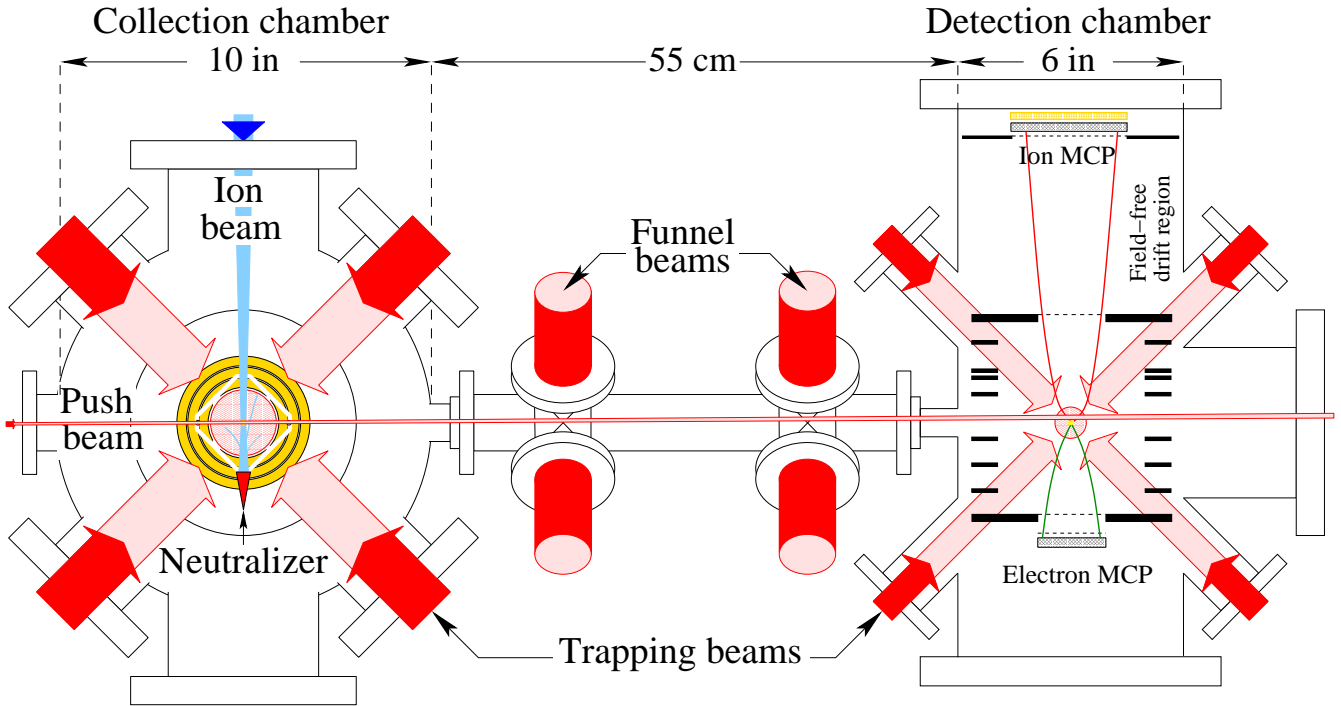 Collection chamber
10 in
55 cm
Detection chamber
6 in
Ion MCP
Ion
beam
Funnel
beams
Field–free
drift region
Push
beam
Neutralizer
Electron MCP
Trapping beams